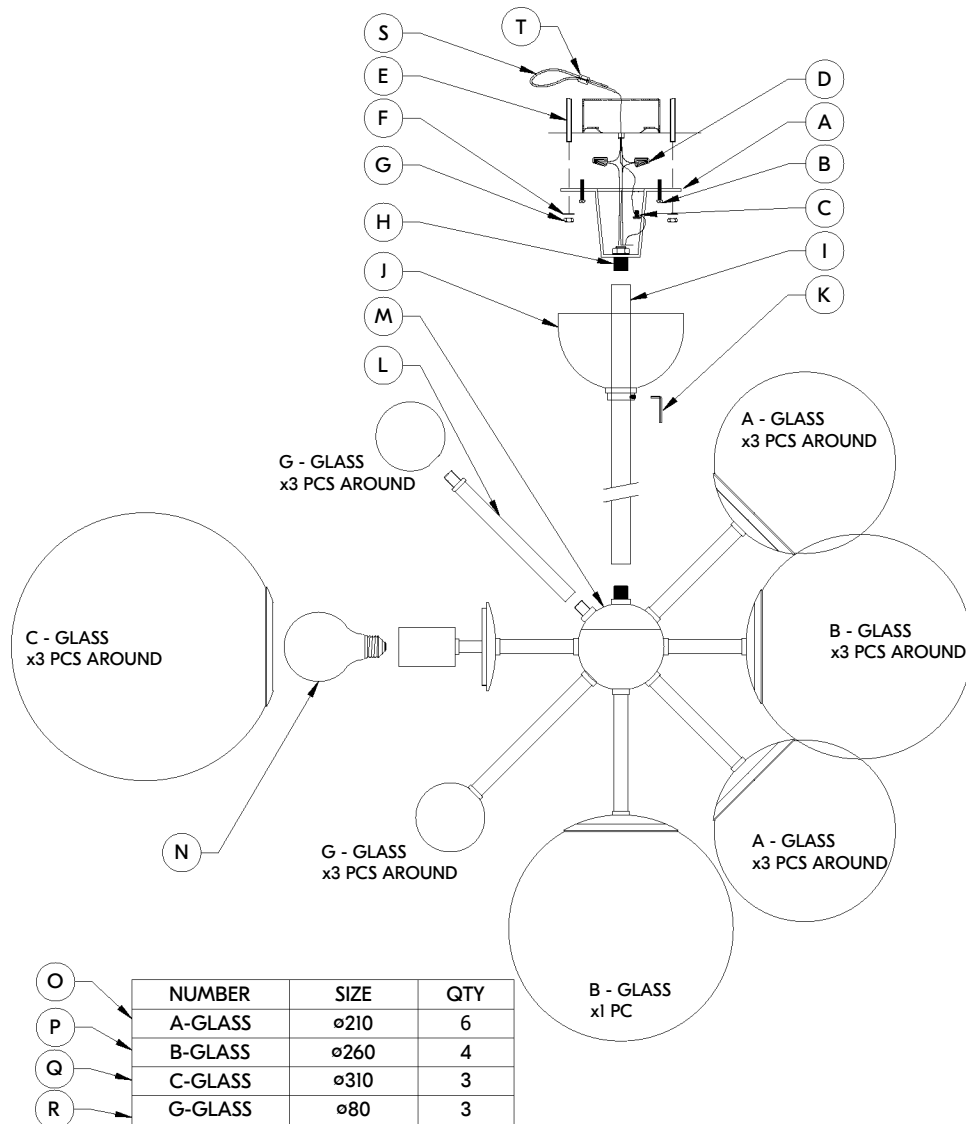 S
T
E
D
F
A
G
B
H
C
J
I
M
K
L
A - GLASS
x3 PCS AROUND
G - GLASS
x3 PCS AROUND
C - GLASS
x3 PCS AROUND
B - GLASS
x3 PCS AROUND
N
G - GLASS
x3 PCS AROUND
A - GLASS
x3 PCS AROUND
B - GLASS
x1 PC
O
P
Q
R
NUMBER SIZE QTY
A-GLASS ø210 6
B-GLASS ø260 4
C-GLASS ø310 3
G-GLASS ø80 3